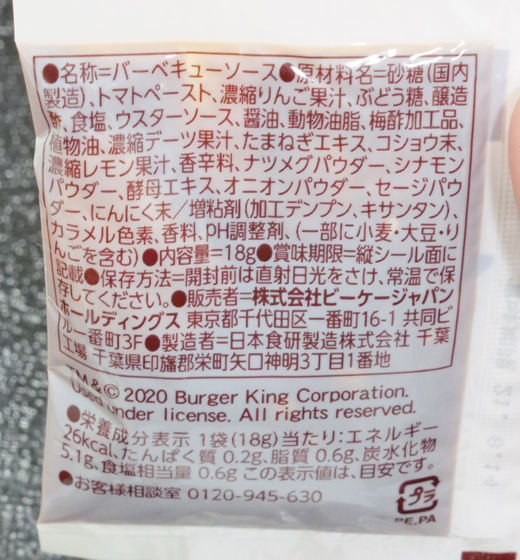 ●名称=バーベキューソース●原材料名=砂糖(国内
製造)、トマトペースト、濃縮りんご果汁、ぶどう糖、醸造
酢、食塩、ウスターソース、醤油、動物油脂、梅酢加工品、
植物油、濃縮デーツ果汁、たまねぎエキス、コショウ末、
濃縮レモン果汁、香辛料、ナツメグパウダー、シナモン
パウダー、酵母エキス、オニオンパウダー、セージパウ
ダー、にんにく末/増粘剤(加工デンプン、キサンタン)、
カラメル色素、香料、pH調整剤、(一部に小麦・大豆・り
んごを含む)●内容量=18g●賞味期限=縦シール面に
記載●保存方法=開封前は直射日光をさけ、常温で保
存してください。●販売者=株式会社ビーケージャパン
ホールディングス 東京都千代田区一番町16-1 共同ビ
ル一番町3F●製造者=日本食研製造株式会社 千葉
工場 千葉県印旛郡栄町矢口神明3丁目1番地
TM&© 2020 Burger King Corporation.
Used under license. All rights reserved.
●栄養成分表示 1袋(18g)当たり:エネルギー
26kcal、たんぱく質 0.2g、脂質 0.6g、炭水化物
5.1g、食塩相当量 0.6g この表示値は、目安です。
●お客様相談室 0120-945-630
プラ
PE,PA